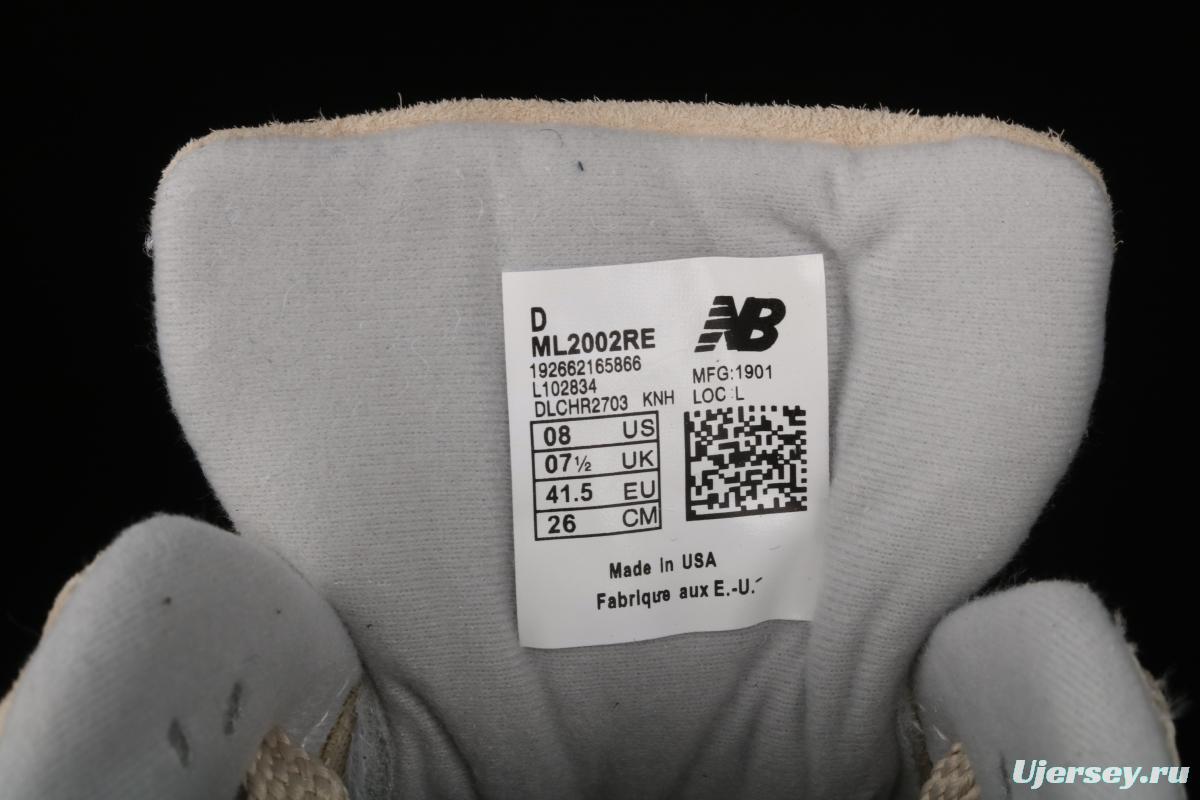 D
ML2002RE
192662165866
L102834
DLCHR2703 KNH
08 US
07½ UK
41.5 EU
26 CM
NB
MFG:1901
LOC:L
Made in USA
Fabrique aux E.-U.
Ujersey.ru